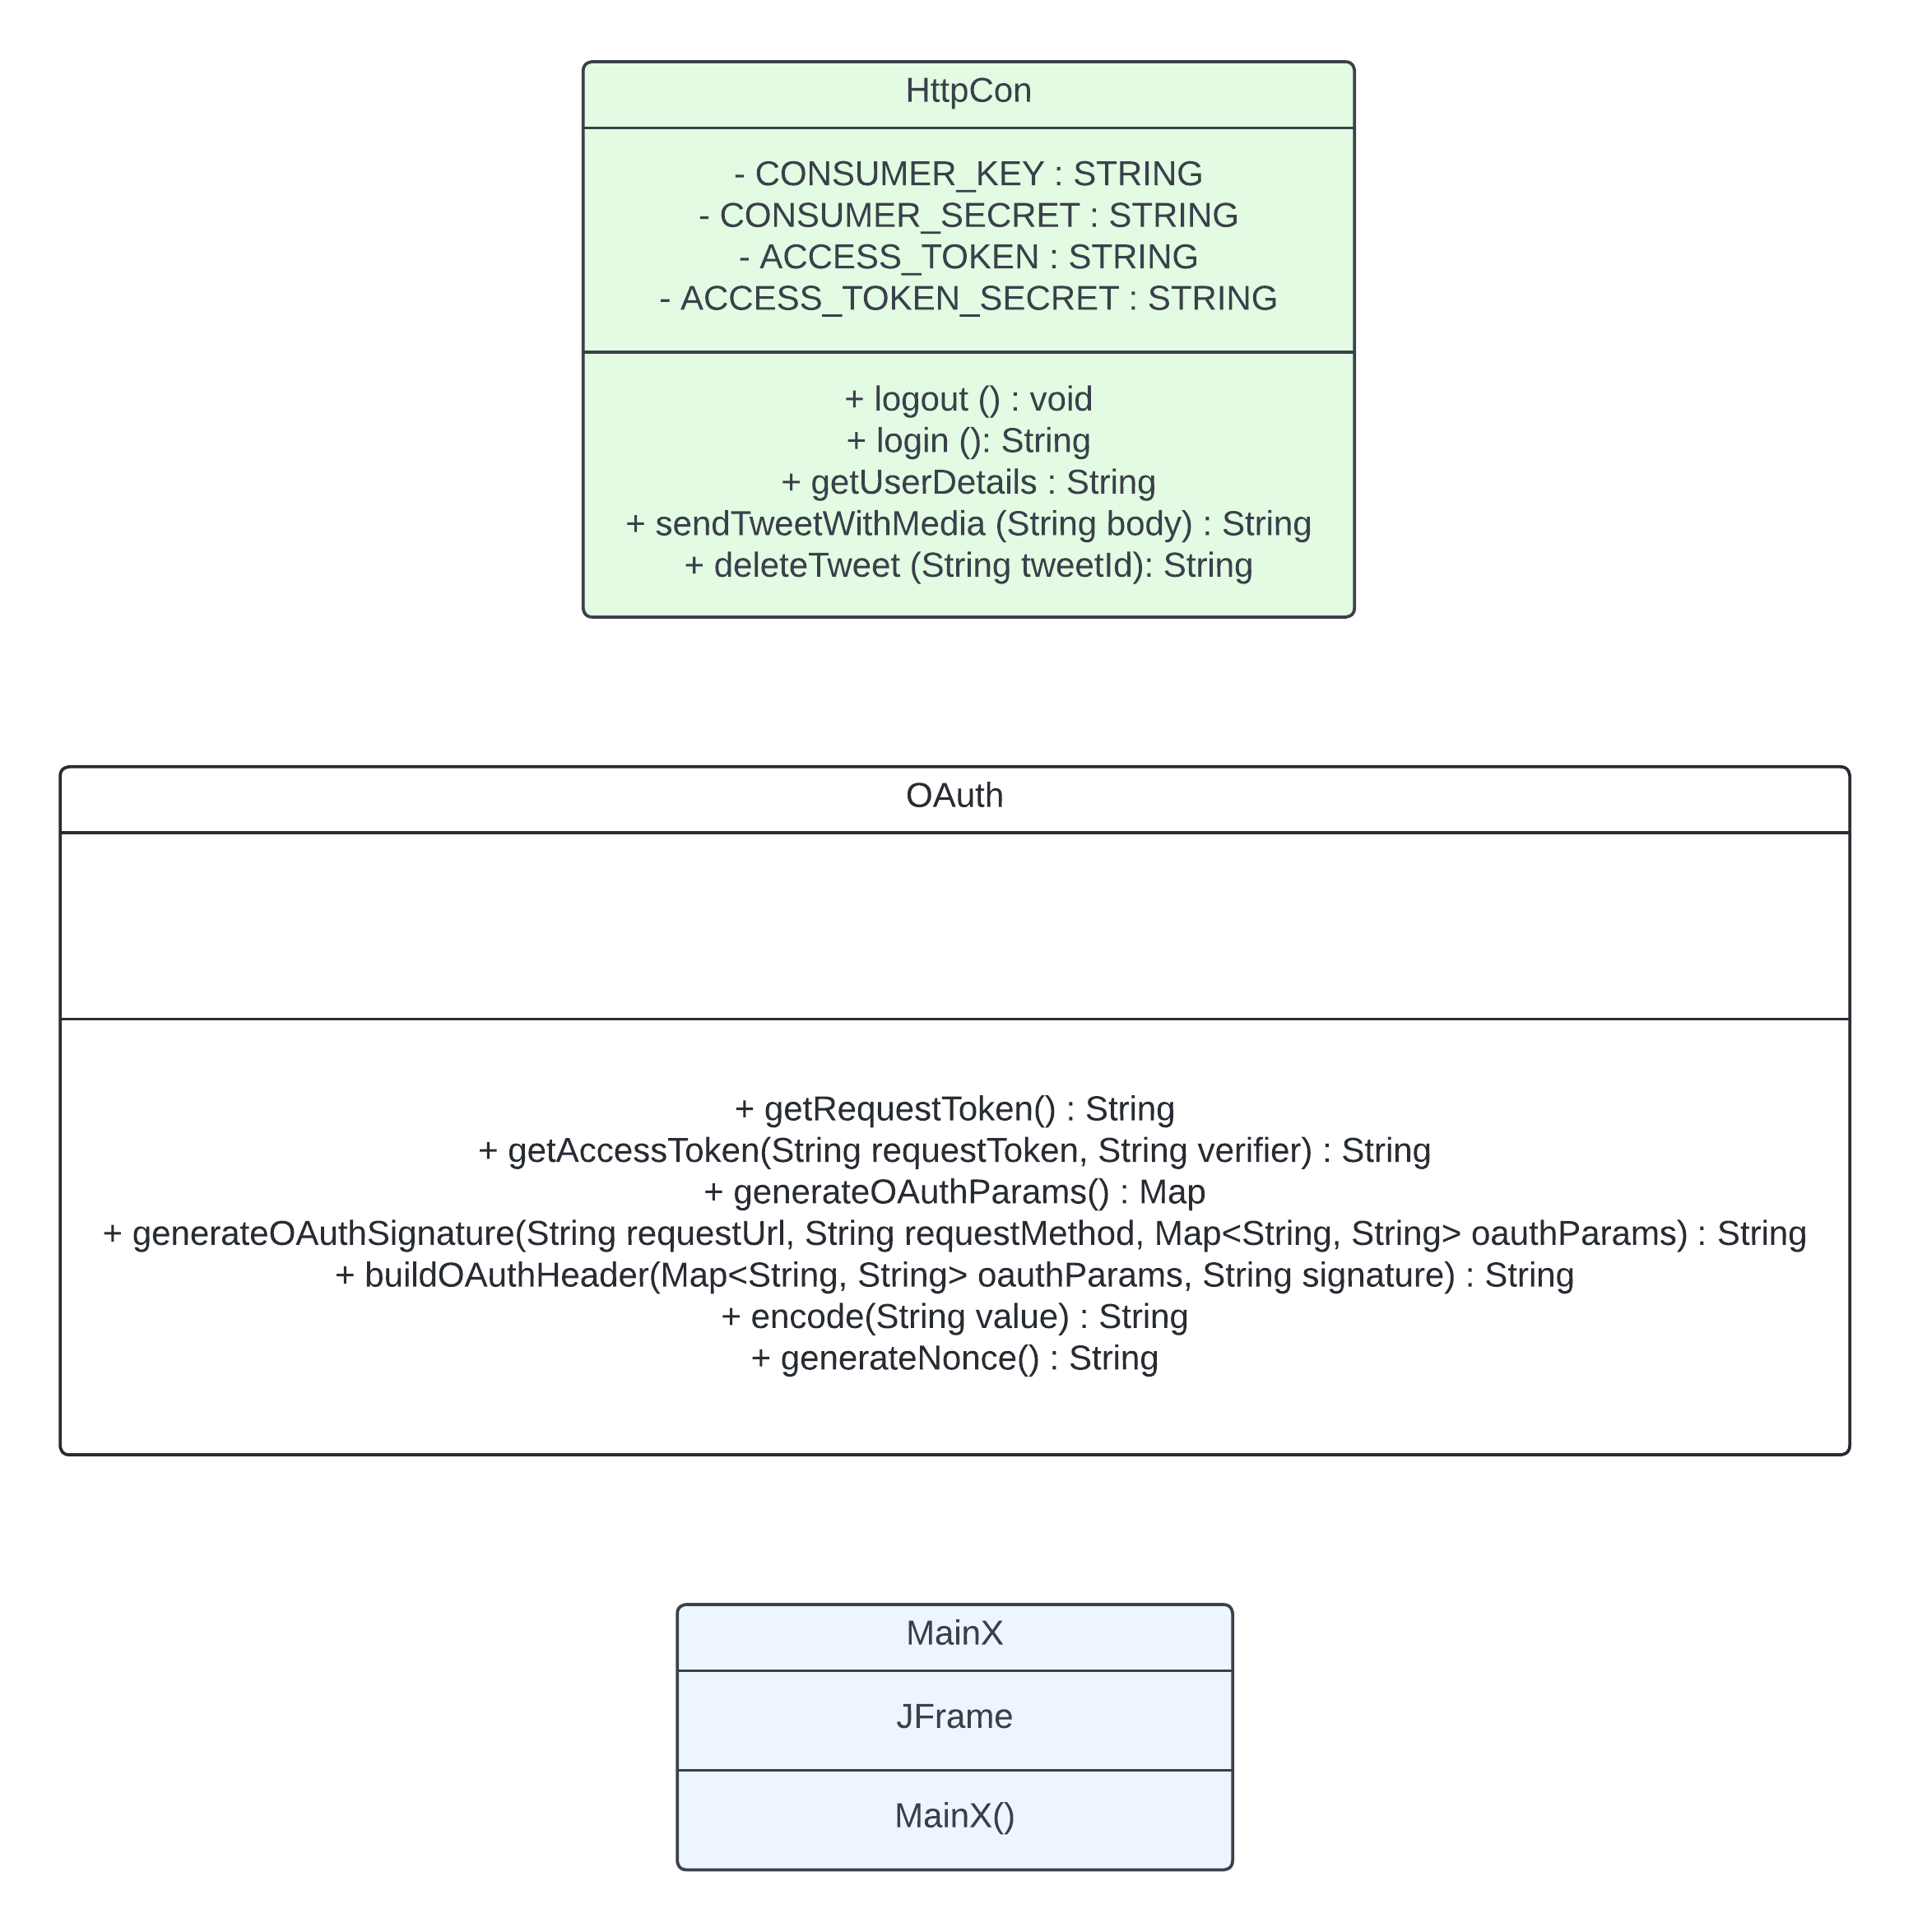 HttpCon
- CONSUMER_KEY : STRING
- CONSUMER_SECRET : STRING
- ACCESS_TOKEN : STRING
- ACCESS_TOKEN_SECRET : STRING
+ logout () : void
+ login (): String
+ getUserDetails : String
+ sendTweetWithMedia (String body) : String
+ deleteTweet (String tweetId): String
OAuth
+ getRequestToken() : String
+ getAccessToken(String requestToken, String verifier) : String
+ generateOAuthParams() : Map
+ generateOAuthSignature(String requestUrl, String requestMethod, Map<String, String> oauthParams) : String
+ buildOAuthHeader(Map<String, String> oauthParams, String signature) : String
+ encode(String value) : String
+ generateNonce() : String
MainX
JFrame
MainX()